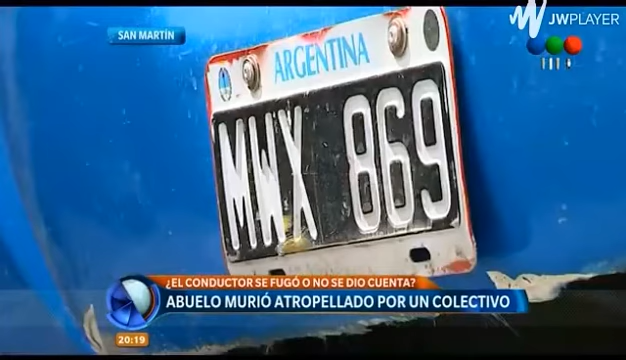 SAN MARTÍN
JWPLAYER
ARGENTINA
MWX 869
¿EL CONDUCTOR SE FUGÓ O NO SE DIO CUENTA?
ABUELO MURIÓ ATROPELLADO POR UN COLECTIVO
20:19